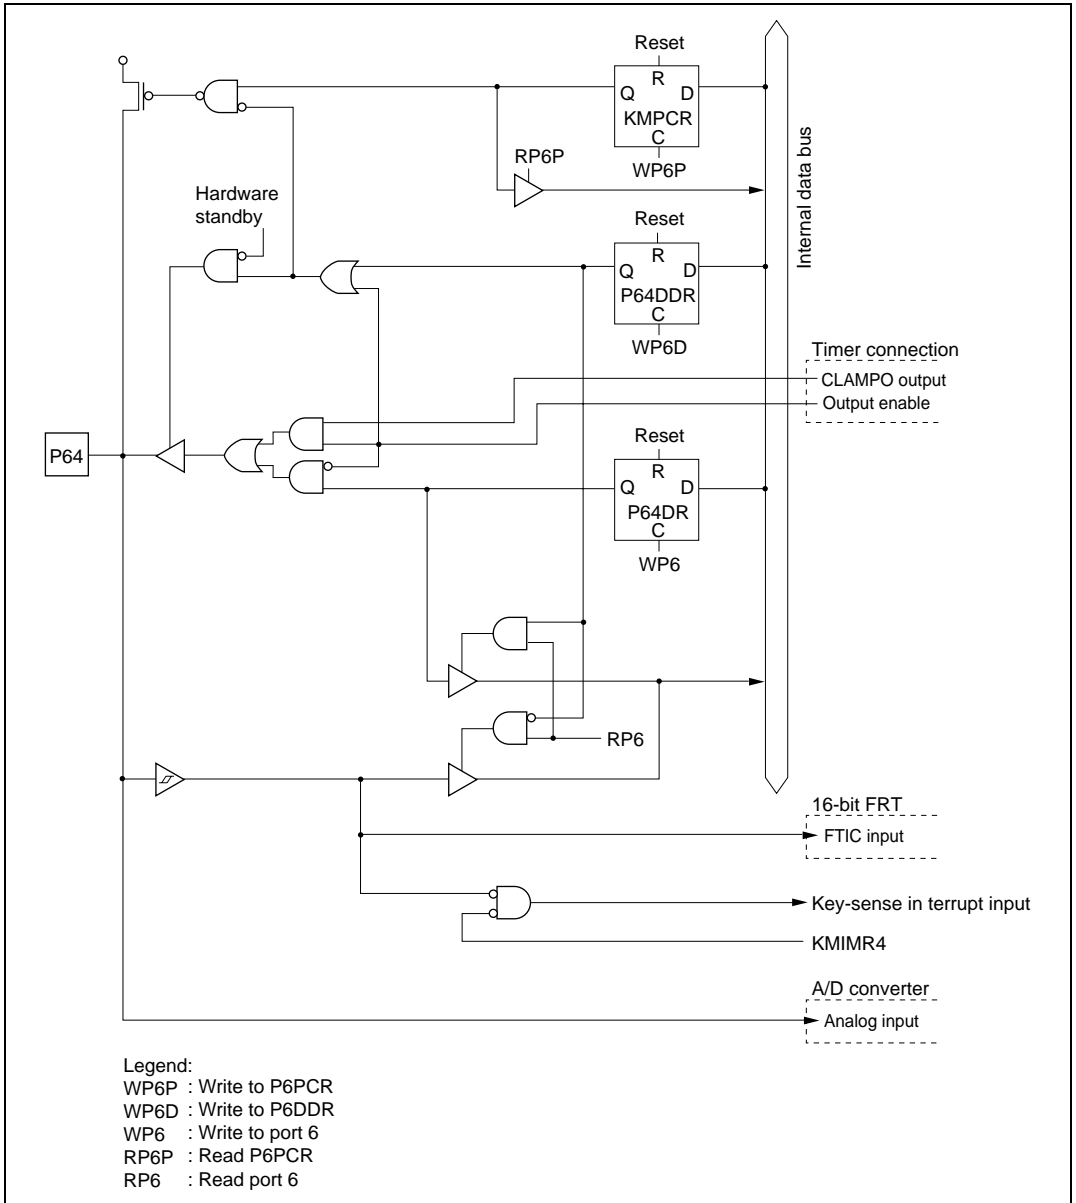 Reset
R
Q D
KMPCR
C
WP6P
RP6P
Hardware
standby
Reset
R
Q D
P64DDR
C
WP6D
Internal data bus
Timer connection
CLAMPO output
Output enable
P64
Reset
R
Q D
P64DR
C
WP6
RP6
16-bit FRT
FTIC input
Key-sense in terrupt input
KMIMR4
A/D converter
Analog input
Legend:
WP6P : Write to P6PCR
WP6D : Write to P6DDR
WP6 : Write to port 6
RP6P : Read P6PCR
RP6 : Read port 6